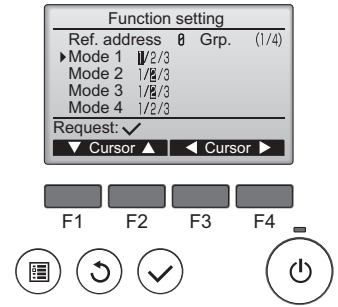 Function setting
Ref. address 0 Grp. (1/4)
▶Mode 1 1/2/3
Mode 2 1/2/3
Mode 3 1/2/3
Mode 4 1/2/3
Request: ✓
▼ Cursor ▲ ◀ Cursor ▶
F1 F2 F3 F4